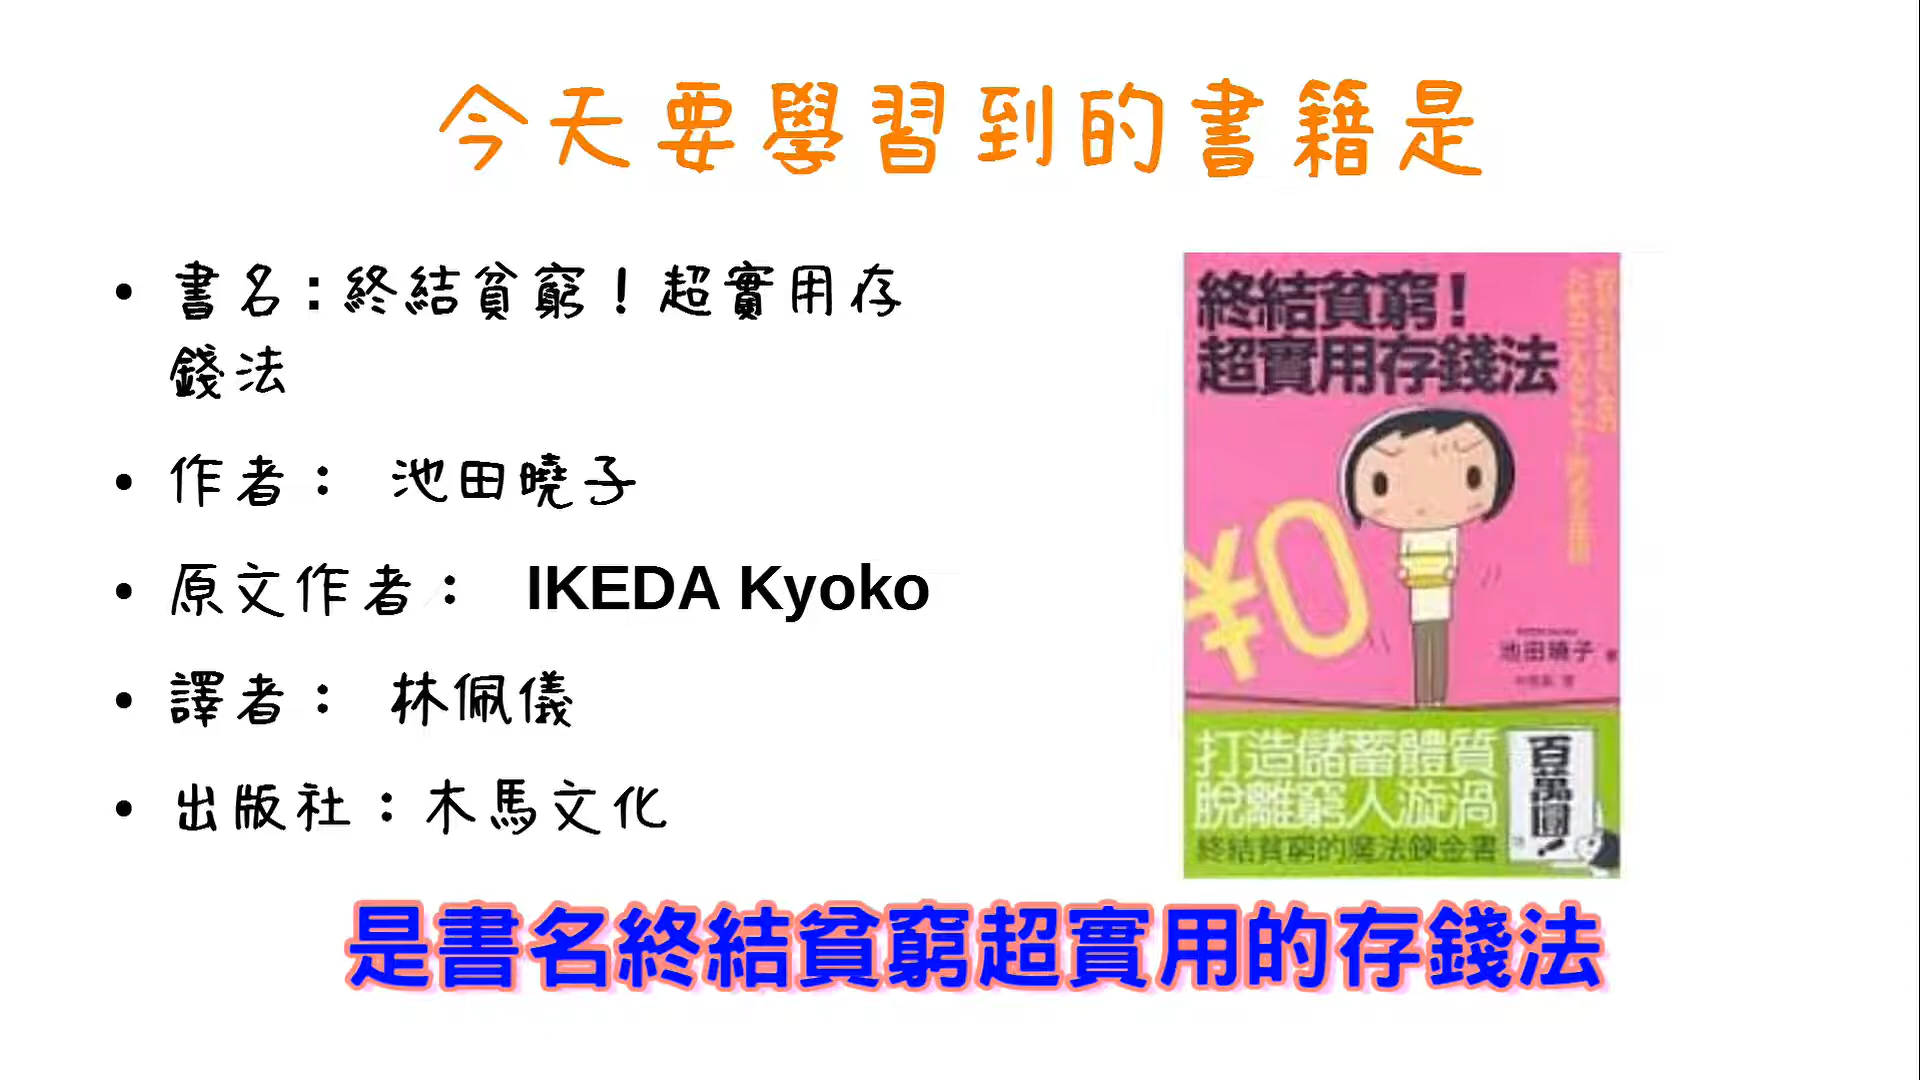 今天要學習到的書籍是
• 書名：終結貧窮！超實用存
錢法
• 作者： 池田曉子
• 原文作者： IKEDA Kyoko
• 譯者： 林佩儀
• 出版社：木馬文化
終結貧窮！
超實用存錢法
¥0
池田曉子 著
打造儲蓄體質
脫離窮人漩渦
終結貧窮的魔法鍊金書
百萬圓！
是書名終結貧窮超實用的存錢法